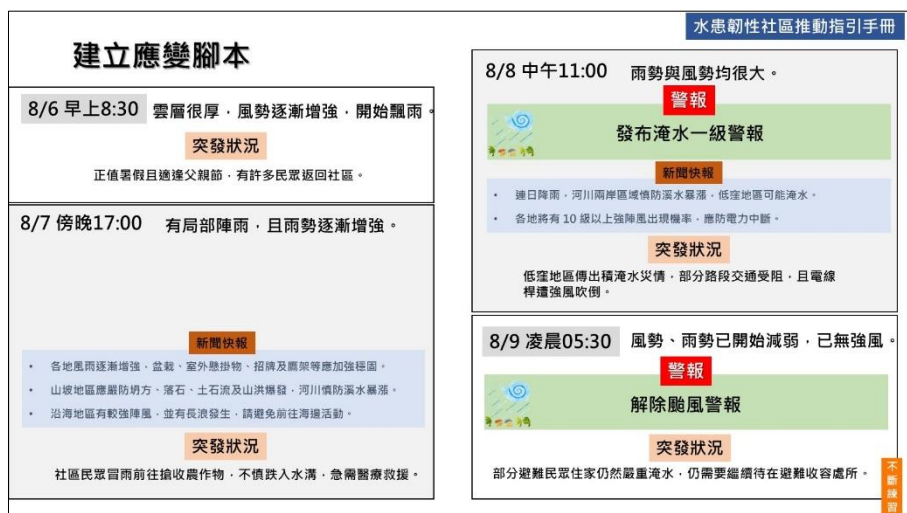 水患韌性社區推動指引手冊
建立應變腳本
8/6 早上8:30 雲層很厚，風勢逐漸增強，開始飄雨。
突發狀況
正值暑假且適逢父親節，有許多民眾返回社區。
8/7 傍晚17:00 有局部陣雨，且雨勢逐漸增強。
新聞快報
• 各地風雨逐漸增強，盆栽、室外懸掛物、招牌及鷹架等應加強穩固。
• 山坡地區應嚴防坍方、落石、土石流及山洪爆發，河川慎防溪水暴漲。
• 沿海地區有較強陣風，並有長浪發生，請避免前往海邊活動。
突發狀況
社區民眾冒雨前往搶收農作物，不慎跌入水溝，急需醫療救援。
8/8 中午11:00 雨勢與風勢均很大。
警報
發布淹水一級警報
新聞快報
• 連日降雨，河川兩岸區域慎防溪水暴漲，低窪地區可能淹水。
• 各地將有 10 級以上強陣風出現機率，應防電力中斷。
突發狀況
低窪地區傳出積淹水災情，部分路段交通受阻，且電線
桿遭強風吹倒。
8/9 凌晨05:30 風勢、雨勢已開始減弱，已無強風。
警報
解除颱風警報
突發狀況
部分避難民眾住家仍然嚴重淹水，仍需要繼續待在避難收容處所。
不斷練習